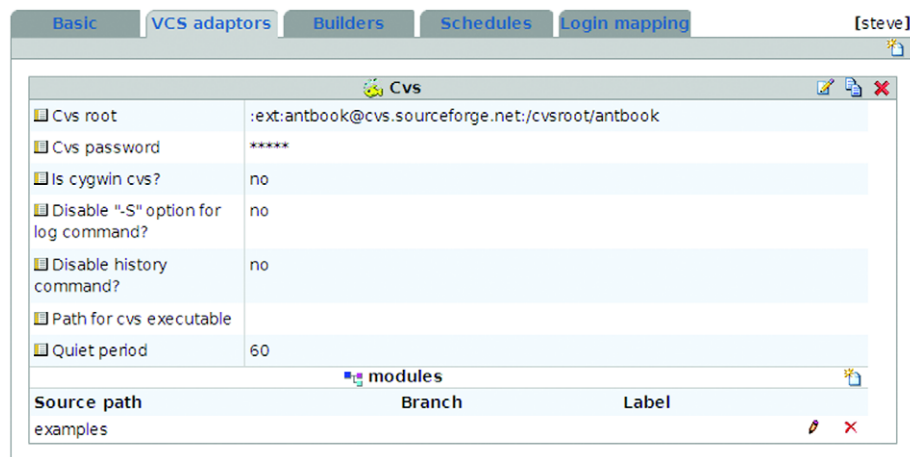 Basic VCS adaptors Builders Schedules Login mapping [steve]
Cvs
Cvs root :ext:antbook@cvs.sourceforge.net:/cvsroot/antbook
Cvs password *****
Is cygwin cvs? no
Disable "-S" option for no
log command?
Disable history no
command?
Path for cvs executable
Quiet period 60
modules
Source path Branch Label
examples